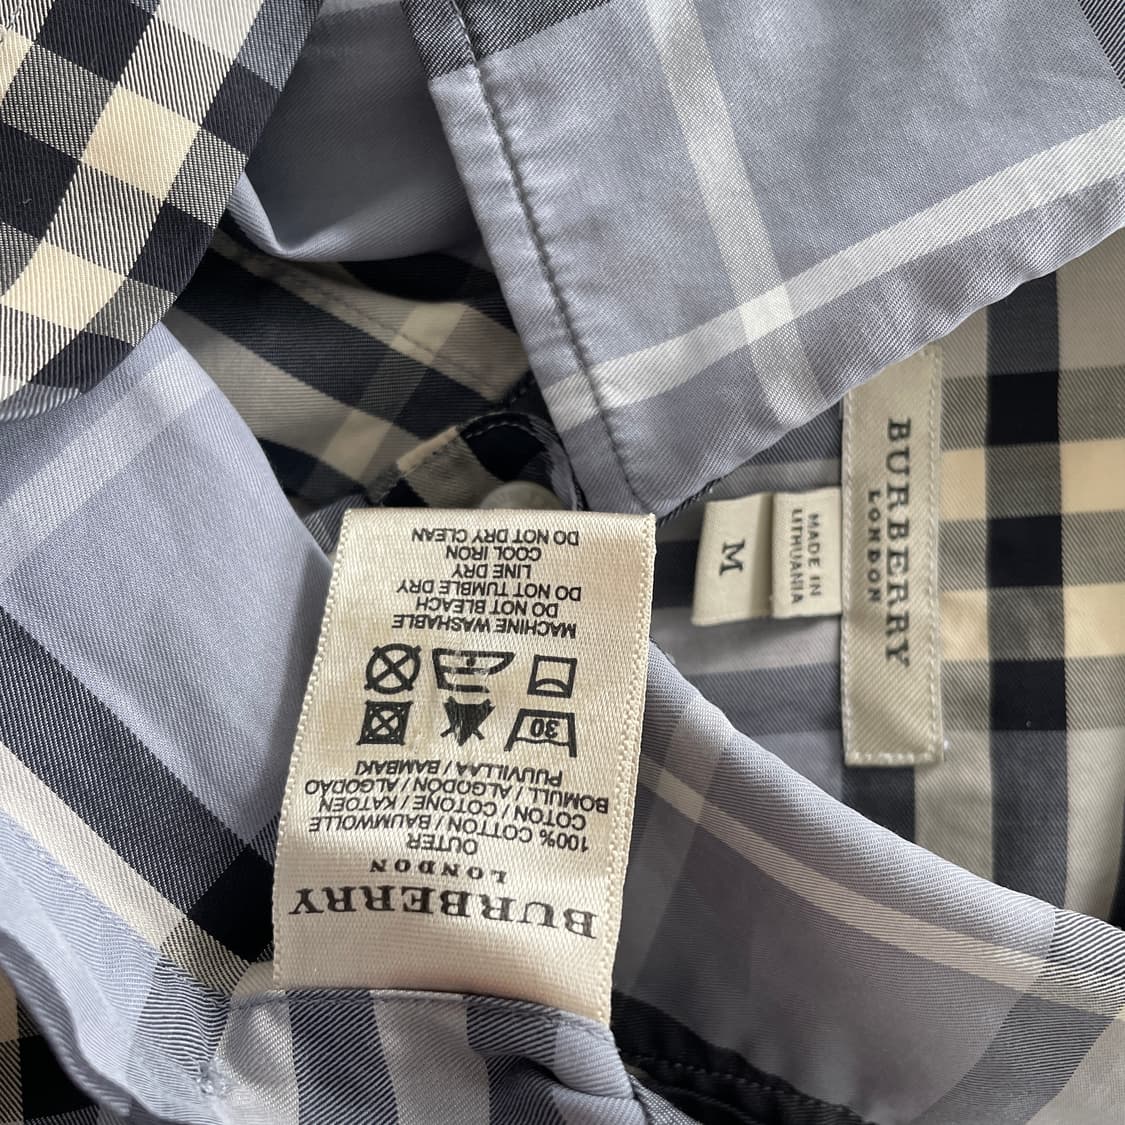 BURBERRY
LONDON
OUTER
100% COTTON / BAUMWOLLE
COTON / COTONE / KATOEN
BOMULL / ALGODON / ALGODAO
PUUVILLAA / BAMBAKI
30
MACHINE WASHABLE
DO NOT BLEACH
DO NOT TUMBLE DRY
LINE DRY
COOL IRON
DO NOT DRY CLEAN
BURBERRY
LONDON
MADE IN
LITHUANIA
M